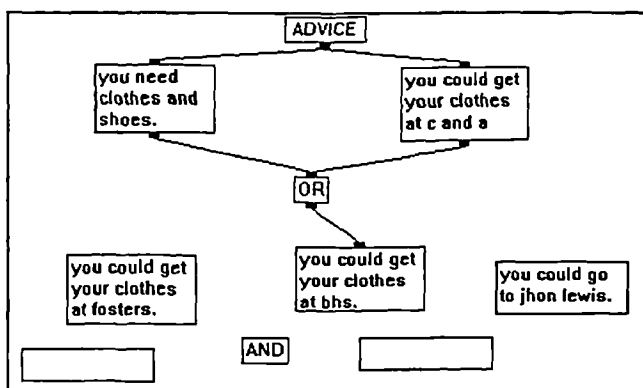 ADVICE
you need
clothes and
shoes.
you could get
your clothes
at c and a
OR
you could get
your clothes
at fosters.
you could get
your clothes
at bhs.
you could go
to jhon lewis.
AND